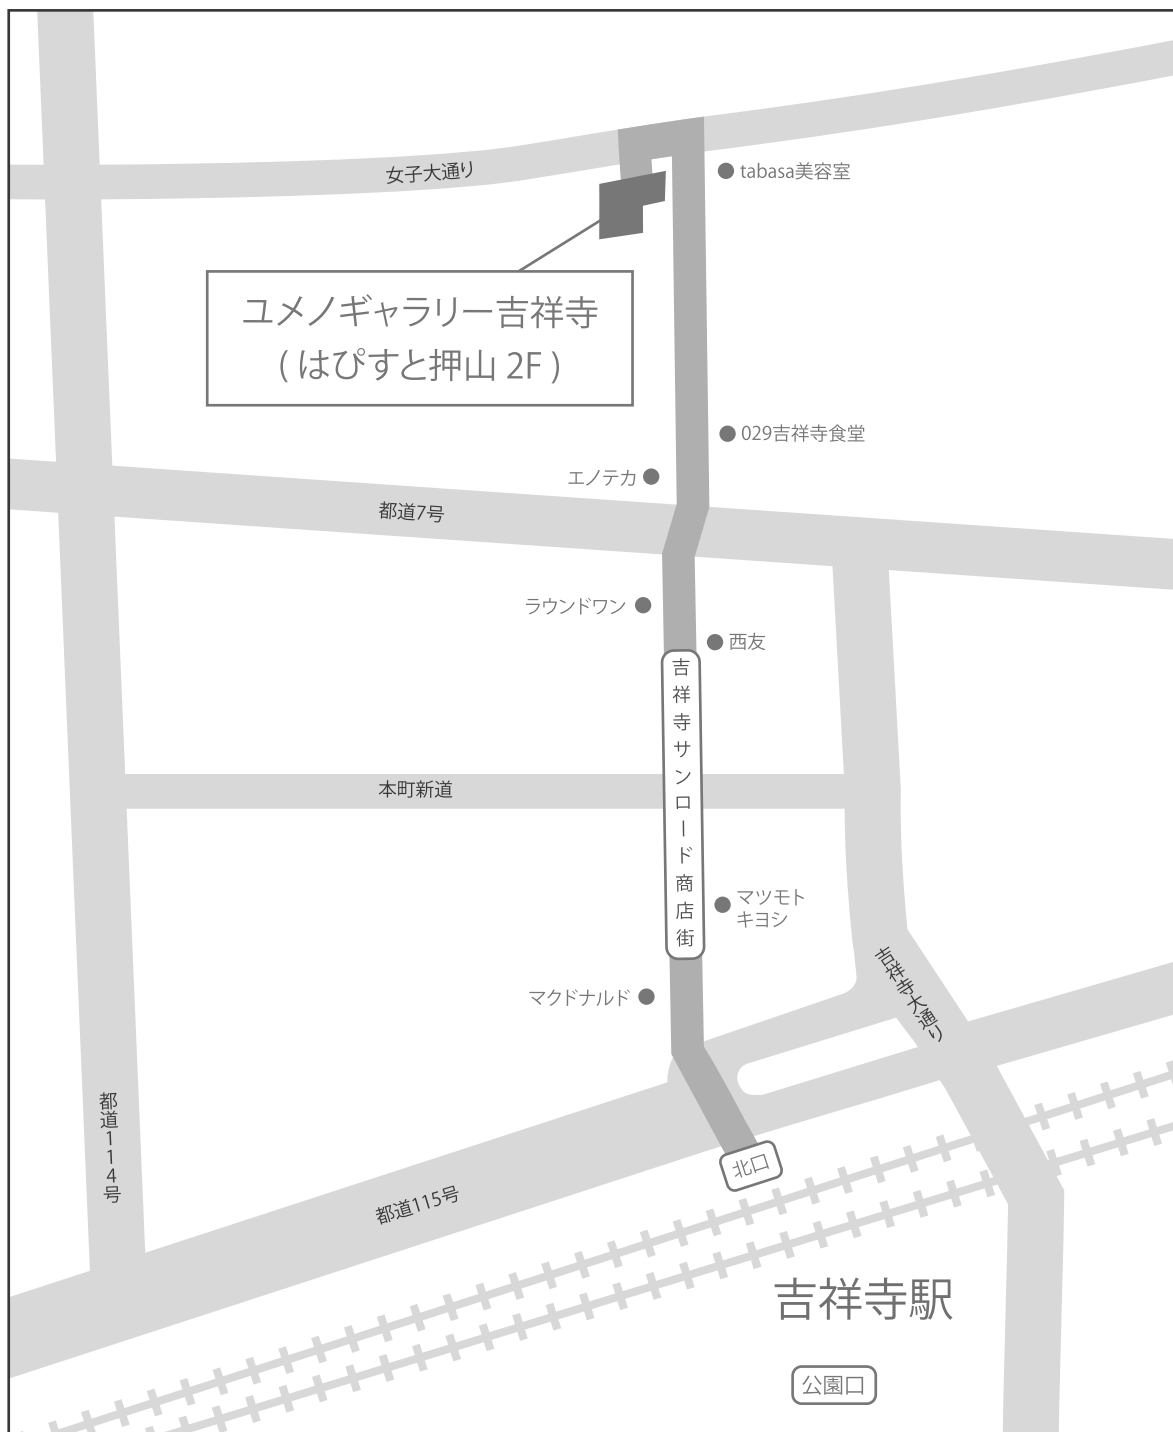 女子大通り
tabasa美容室
ユメノギャラリー吉祥寺
( はぴすと押山 2F )
029吉祥寺食堂
エノテカ
都道7号
ラウンドワン
西友
吉祥寺サンロード商店街
本町新道
マツモト
キヨシ
吉祥寺大通り
マクドナルド
都道114号
北口
都道115号
吉祥寺駅
公園口